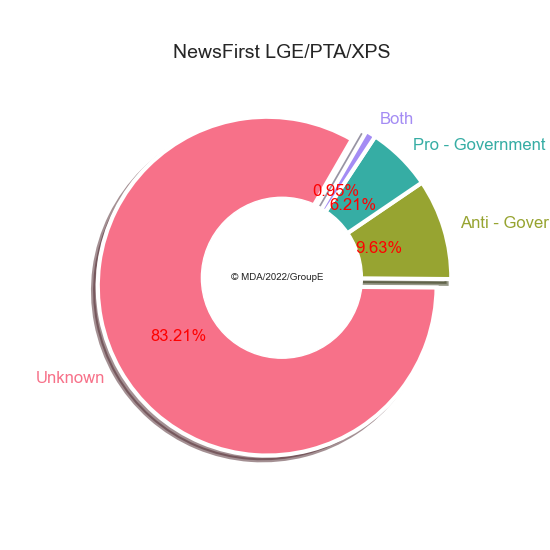 NewsFirst LGE/PTA/XPS
Both
Pro - Government
0.95%
6.21%
Anti - Gover
9.63%
© MDA/2022/GroupE
83.21%
Unknown